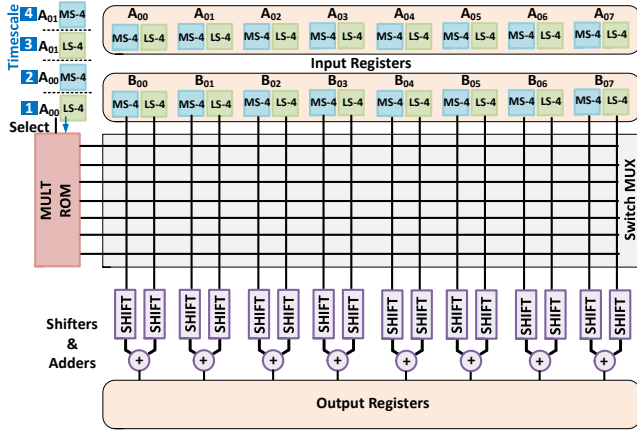 Timescale
4 A01 MS-4
3 A01 LS-4
2 A00 MS-4
1 A00 LS-4
Select
A00 A01 A02 A03 A04 A05 A06 A07
MS-4 LS-4 MS-4 LS-4 MS-4 LS-4 MS-4 LS-4 MS-4 LS-4 MS-4 LS-4 MS-4 LS-4 MS-4 LS-4
Input Registers
B00 B01 B02 B03 B04 B05 B06 B07
MS-4 LS-4 MS-4 LS-4 MS-4 LS-4 MS-4 LS-4 MS-4 LS-4 MS-4 LS-4 MS-4 LS-4 MS-4 LS-4
MULT
ROM
Switch MUX
SHIFT SHIFT SHIFT SHIFT SHIFT SHIFT SHIFT SHIFT SHIFT SHIFT SHIFT SHIFT SHIFT SHIFT SHIFT SHIFT
Shifters
&
Adders
+ + + + + + + +
Output Registers